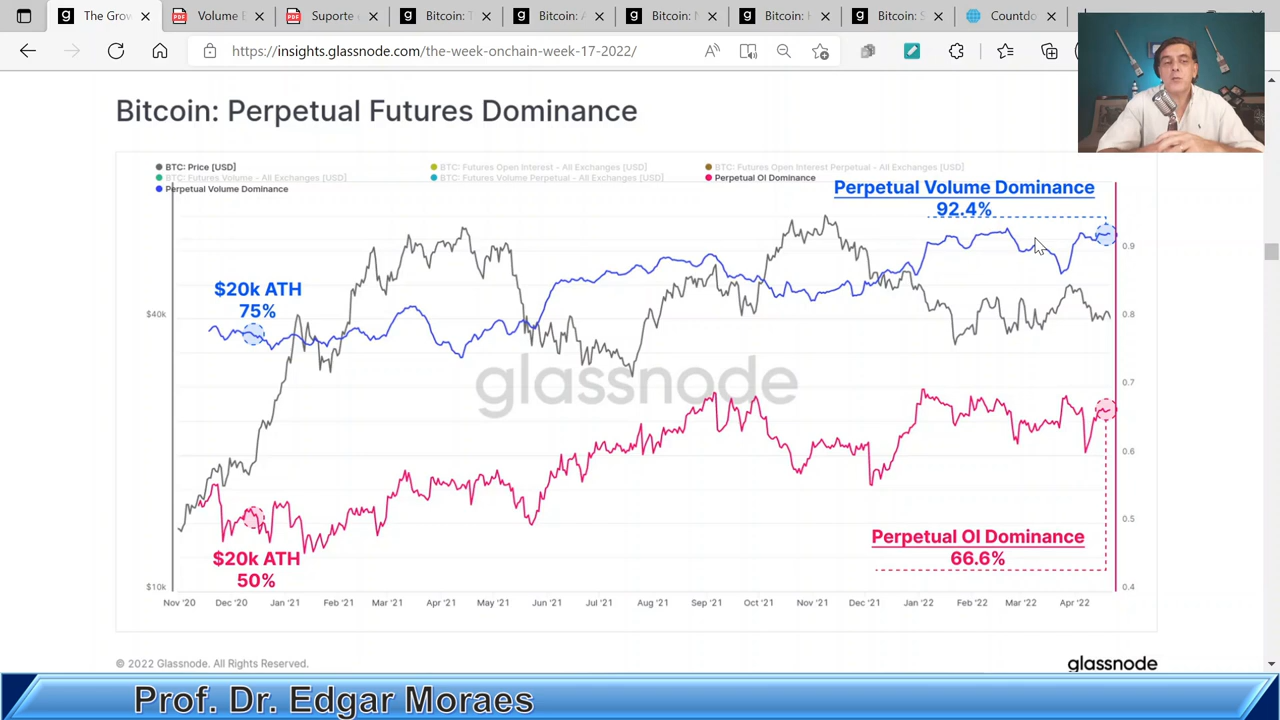 The Grow
Bitcoin: E
Suporte e
Bitcoin: T
Bitcoin: A
Bitcoin: N
Bitcoin: F
Bitcoin: S
Countdo
https://insights.glassnode.com/the-week-onchain-week-17-2022/
Bitcoin: Perpetual Futures Dominance
BTC: Price [USD]
BTC: Futures Open Interest - All Exchanges [USD]
BTC: Futures Open Interest Perpetual - All Exchanges [USD]
BTC: Futures Volume - All Exchanges [USD]
BTC: Futures Volume Perpetual - All Exchanges [USD]
Perpetual OI Dominance
Perpetual Volume Dominance
Perpetual Volume Dominance
92.4%
0.9
$20k ATH
75%
$40k
0.8
glassnode
0.7
0.6
0.5
Perpetual OI Dominance
66.6%
$20k ATH
50%
$10k
0.4
Nov '20 Dec '20 Jan '21 Feb '21 Mar '21 Apr '21 May '21 Jun '21 Jul '21 Aug '21 Sep '21 Oct '21 Nov '21 Dec '21 Jan '22 Feb '22 Mar '22 Apr '22
© 2022 Glassnode. All Rights Reserved.
glassnode
Prof. Dr. Edgar Moraes